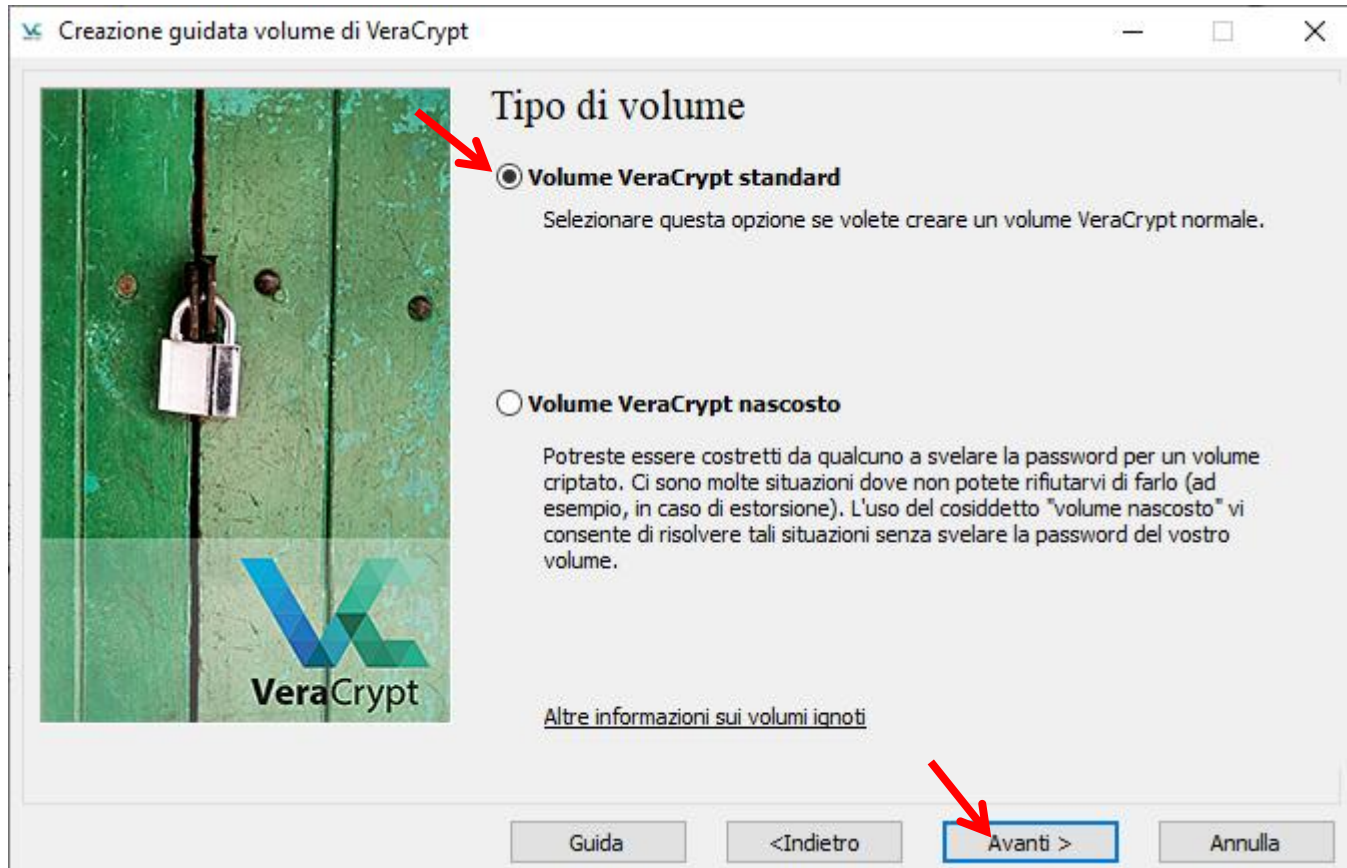 Creazione guidata volume di VeraCrypt
Tipo di volume
Volume VeraCrypt standard
Selezionare questa opzione se volete creare un volume VeraCrypt normale.
Volume VeraCrypt nascosto
Potreste essere costretti da qualcuno a svelare la password per un volume
criptato. Ci sono molte situazioni dove non potete rifiutarvi di farlo (ad
esempio, in caso di estorsione). L'uso del cosiddetto "volume nascosto" vi
consente di risolvere tali situazioni senza svelare la password del vostro
volume.
VeraCrypt
Altre informazioni sui volumi ignoti
Guida
<Indietro
Avanti >
Annulla